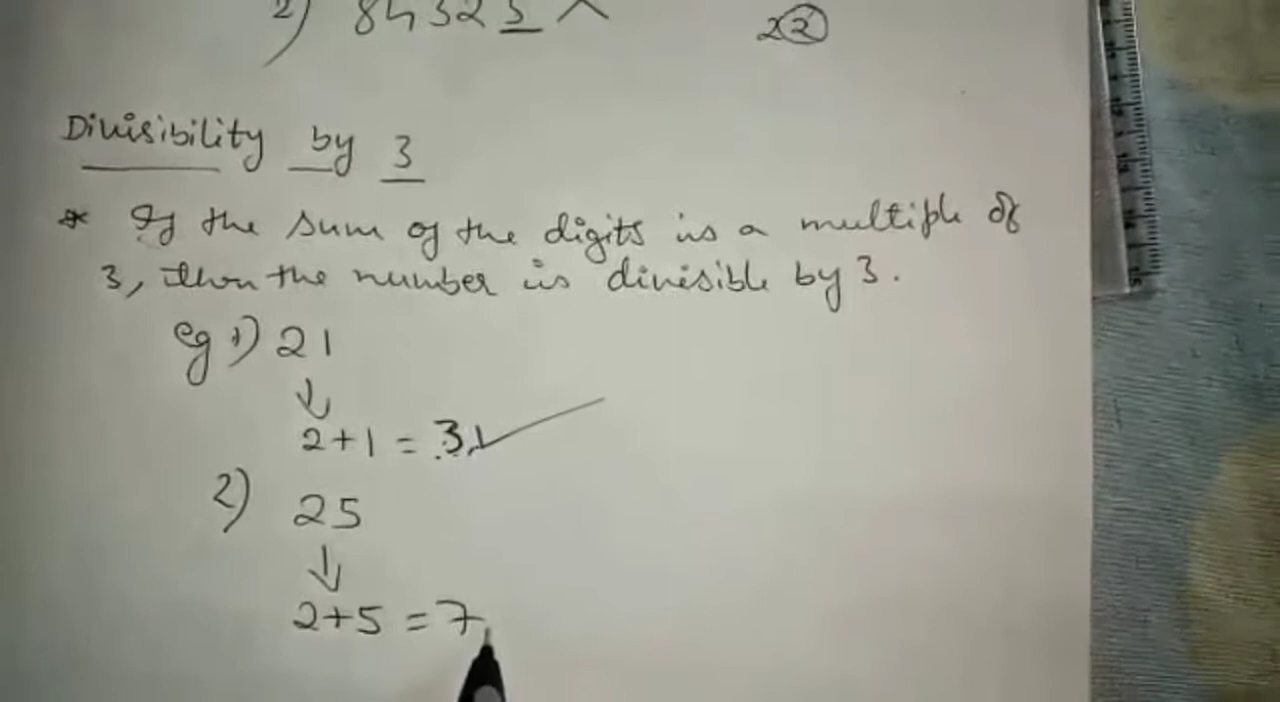 2) 84325 ×
22
Divisibility by 3
* If the sum of the digits is a multiple of
3, then the number is divisible by 3.
eg 1) 21
↓
2+1 = 3 ✓
2) 25
↓
2+5 = 7